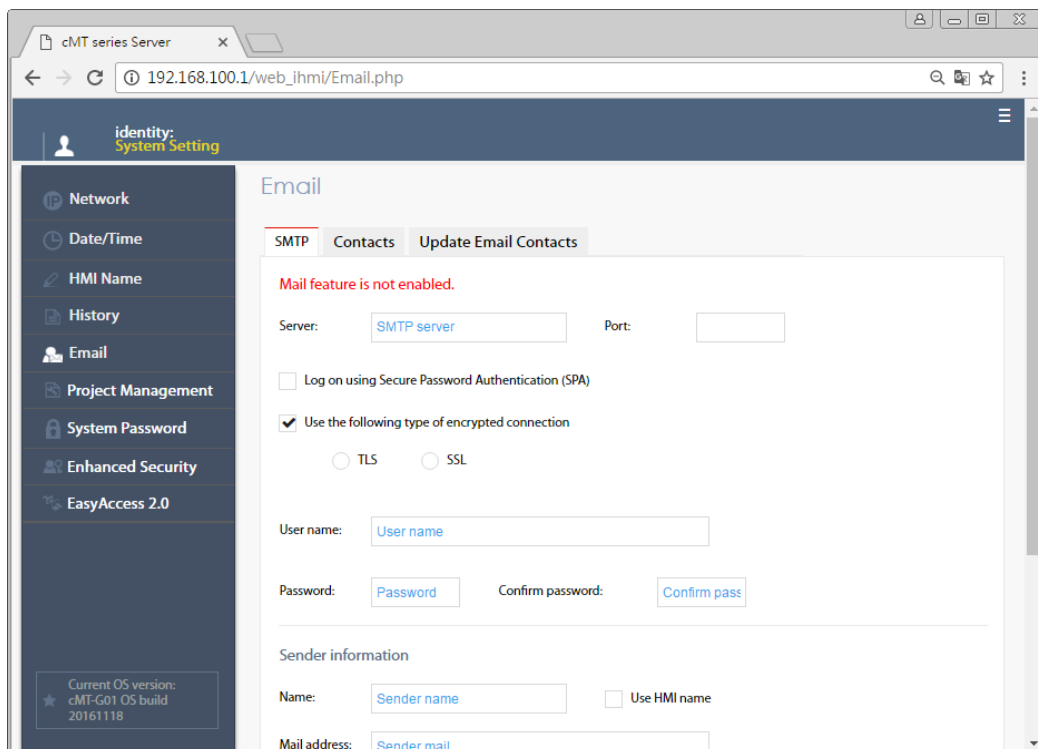 cMT series Server
192.168.100.1/web_ihmi/Email.php
identity:
System Setting
IP Network
Date/Time
HMI Name
History
Email
Project Management
System Password
Enhanced Security
EasyAccess 2.0
Current OS version:
cMT-G01 OS build
20161118
Email
SMTP Contacts Update Email Contacts
Mail feature is not enabled.
Server: SMTP server Port:
Log on using Secure Password Authentication (SPA)
Use the following type of encrypted connection
TLS SSL
User name: User name
Password: Password Confirm password: Confirm pass
Sender information
Name: Sender name Use HMI name
Mail address: Sender mail